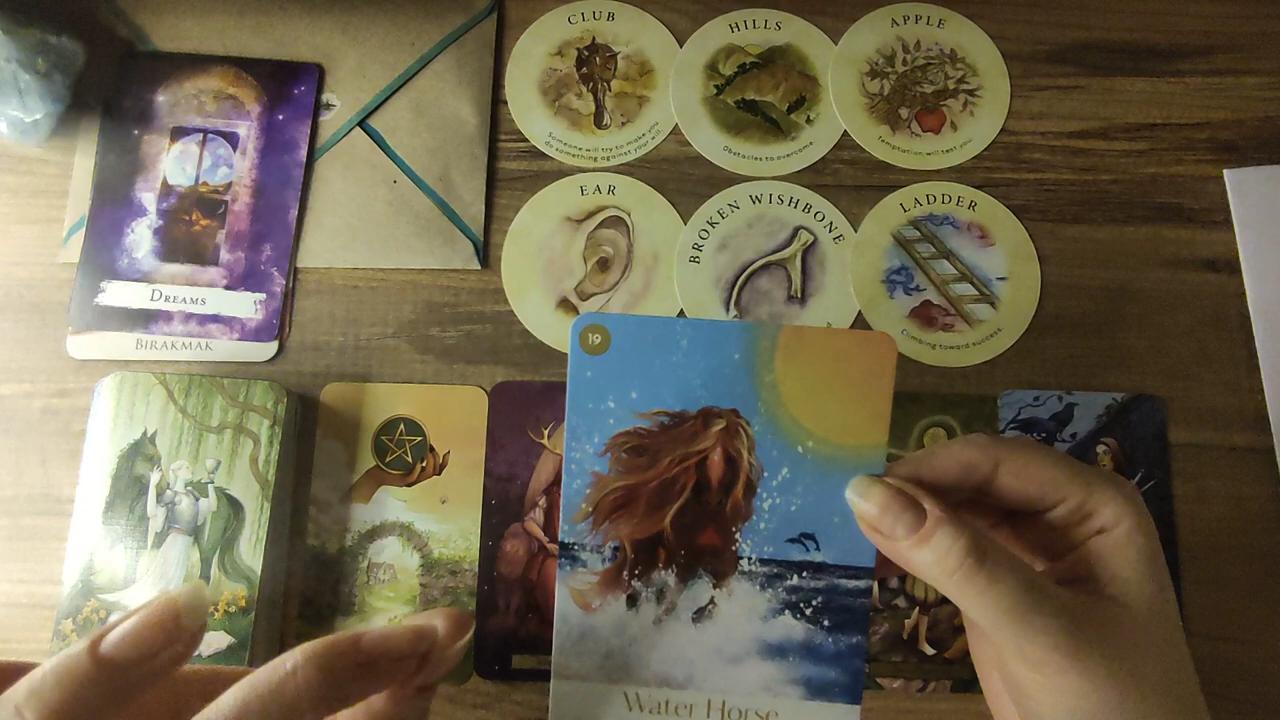 CLUB
Someone will try to make you
do something against your will.
HILLS
Obstacles to overcome.
APPLE
Temptation will test you.
EAR
BROKEN WISHBONE
LADDER
Climbing toward success.
DREAMS
BIRAKMAK
19
Water Horse